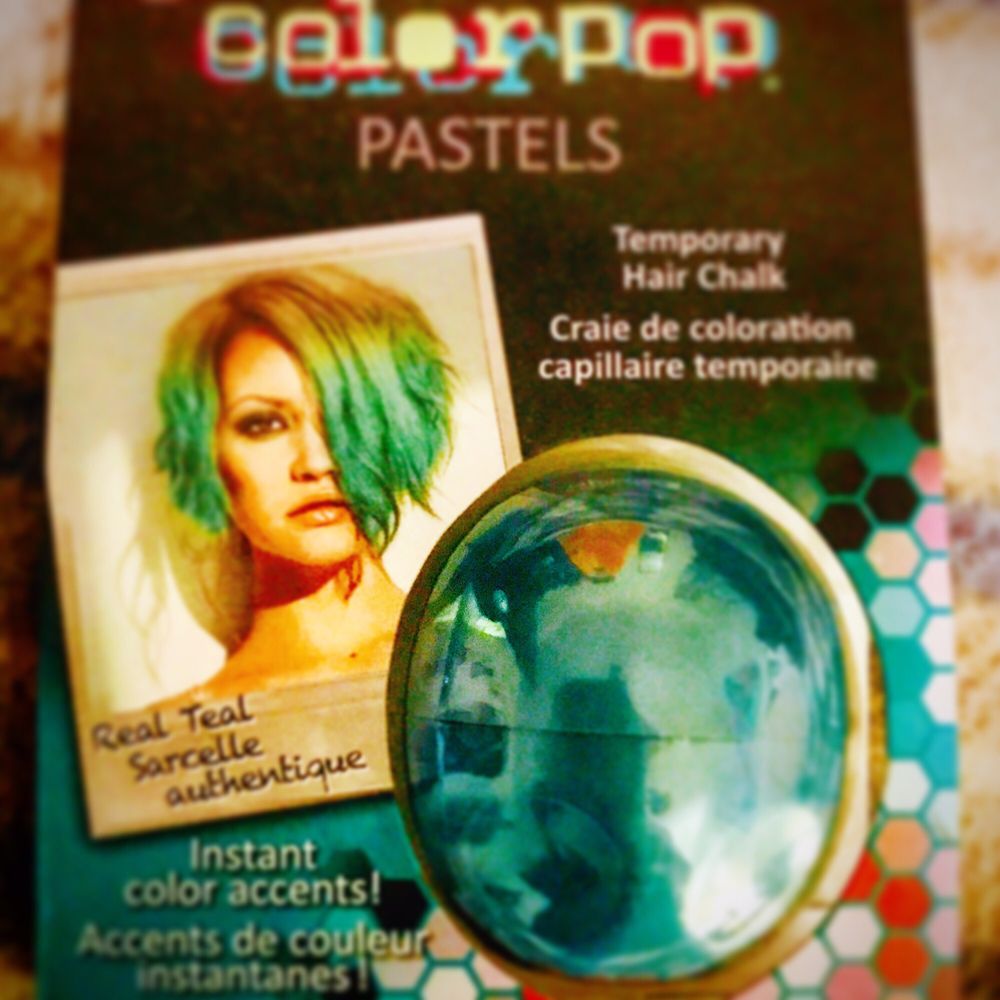 colorpop
PASTELS
Temporary
Hair Chalk
Craie de coloration
capillaire temporaire
Real Teal
Sarcelle
authentique
Instant
color accents!
Accents de couleur
instantanes!